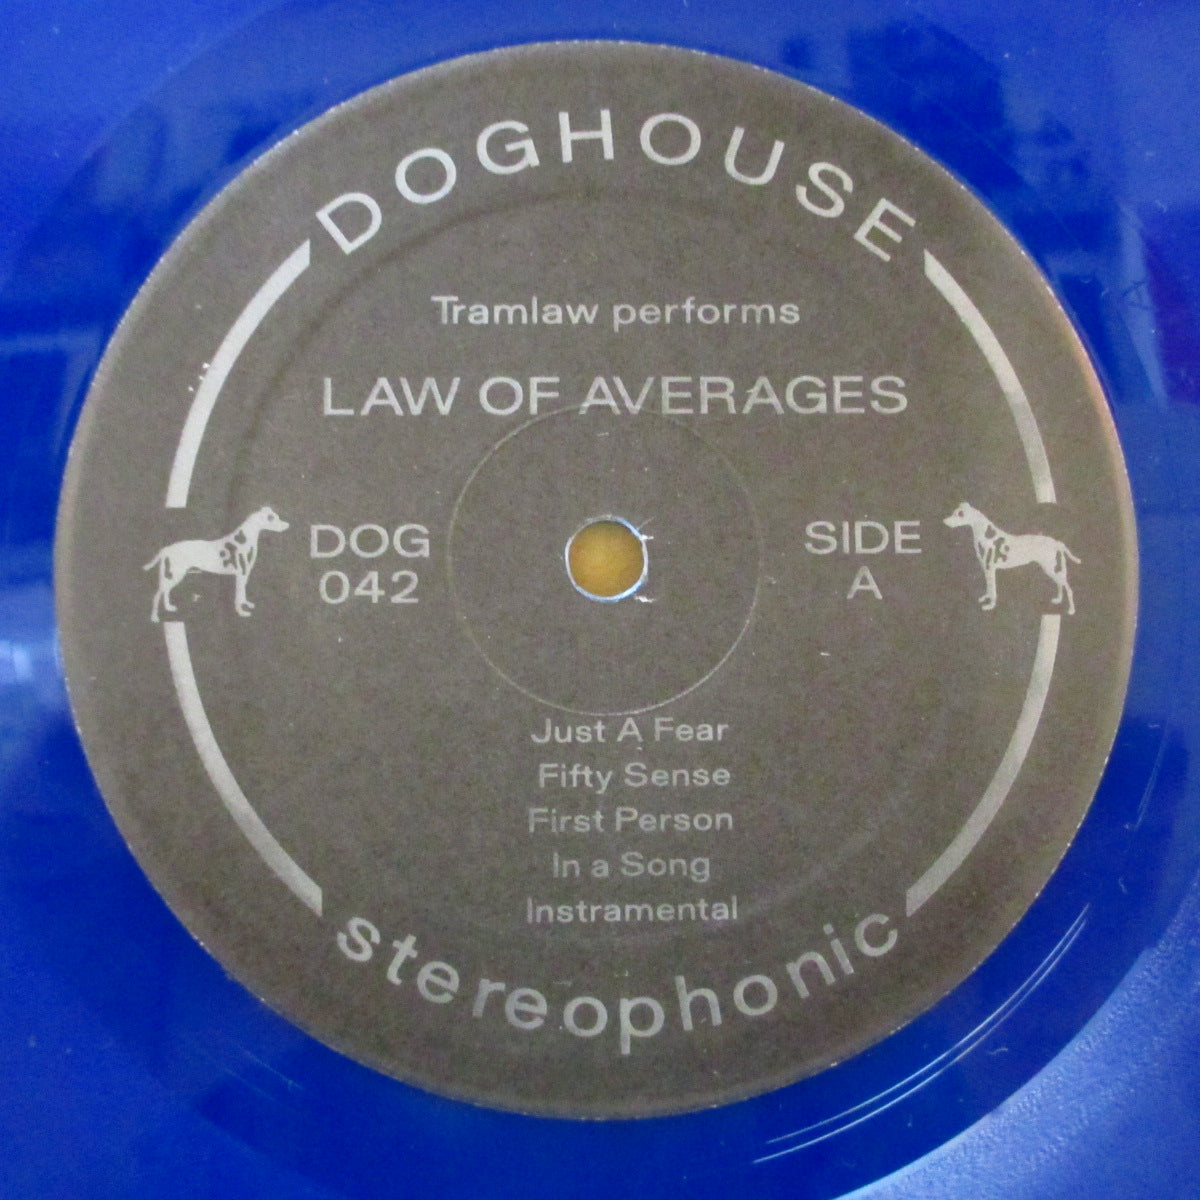 DOGHOUSE
Tramlaw performs
LAW OF AVERAGES
DOG
042
SIDE
A
Just A Fear
Fifty Sense
First Person
In a Song
Instramental
stereophonic